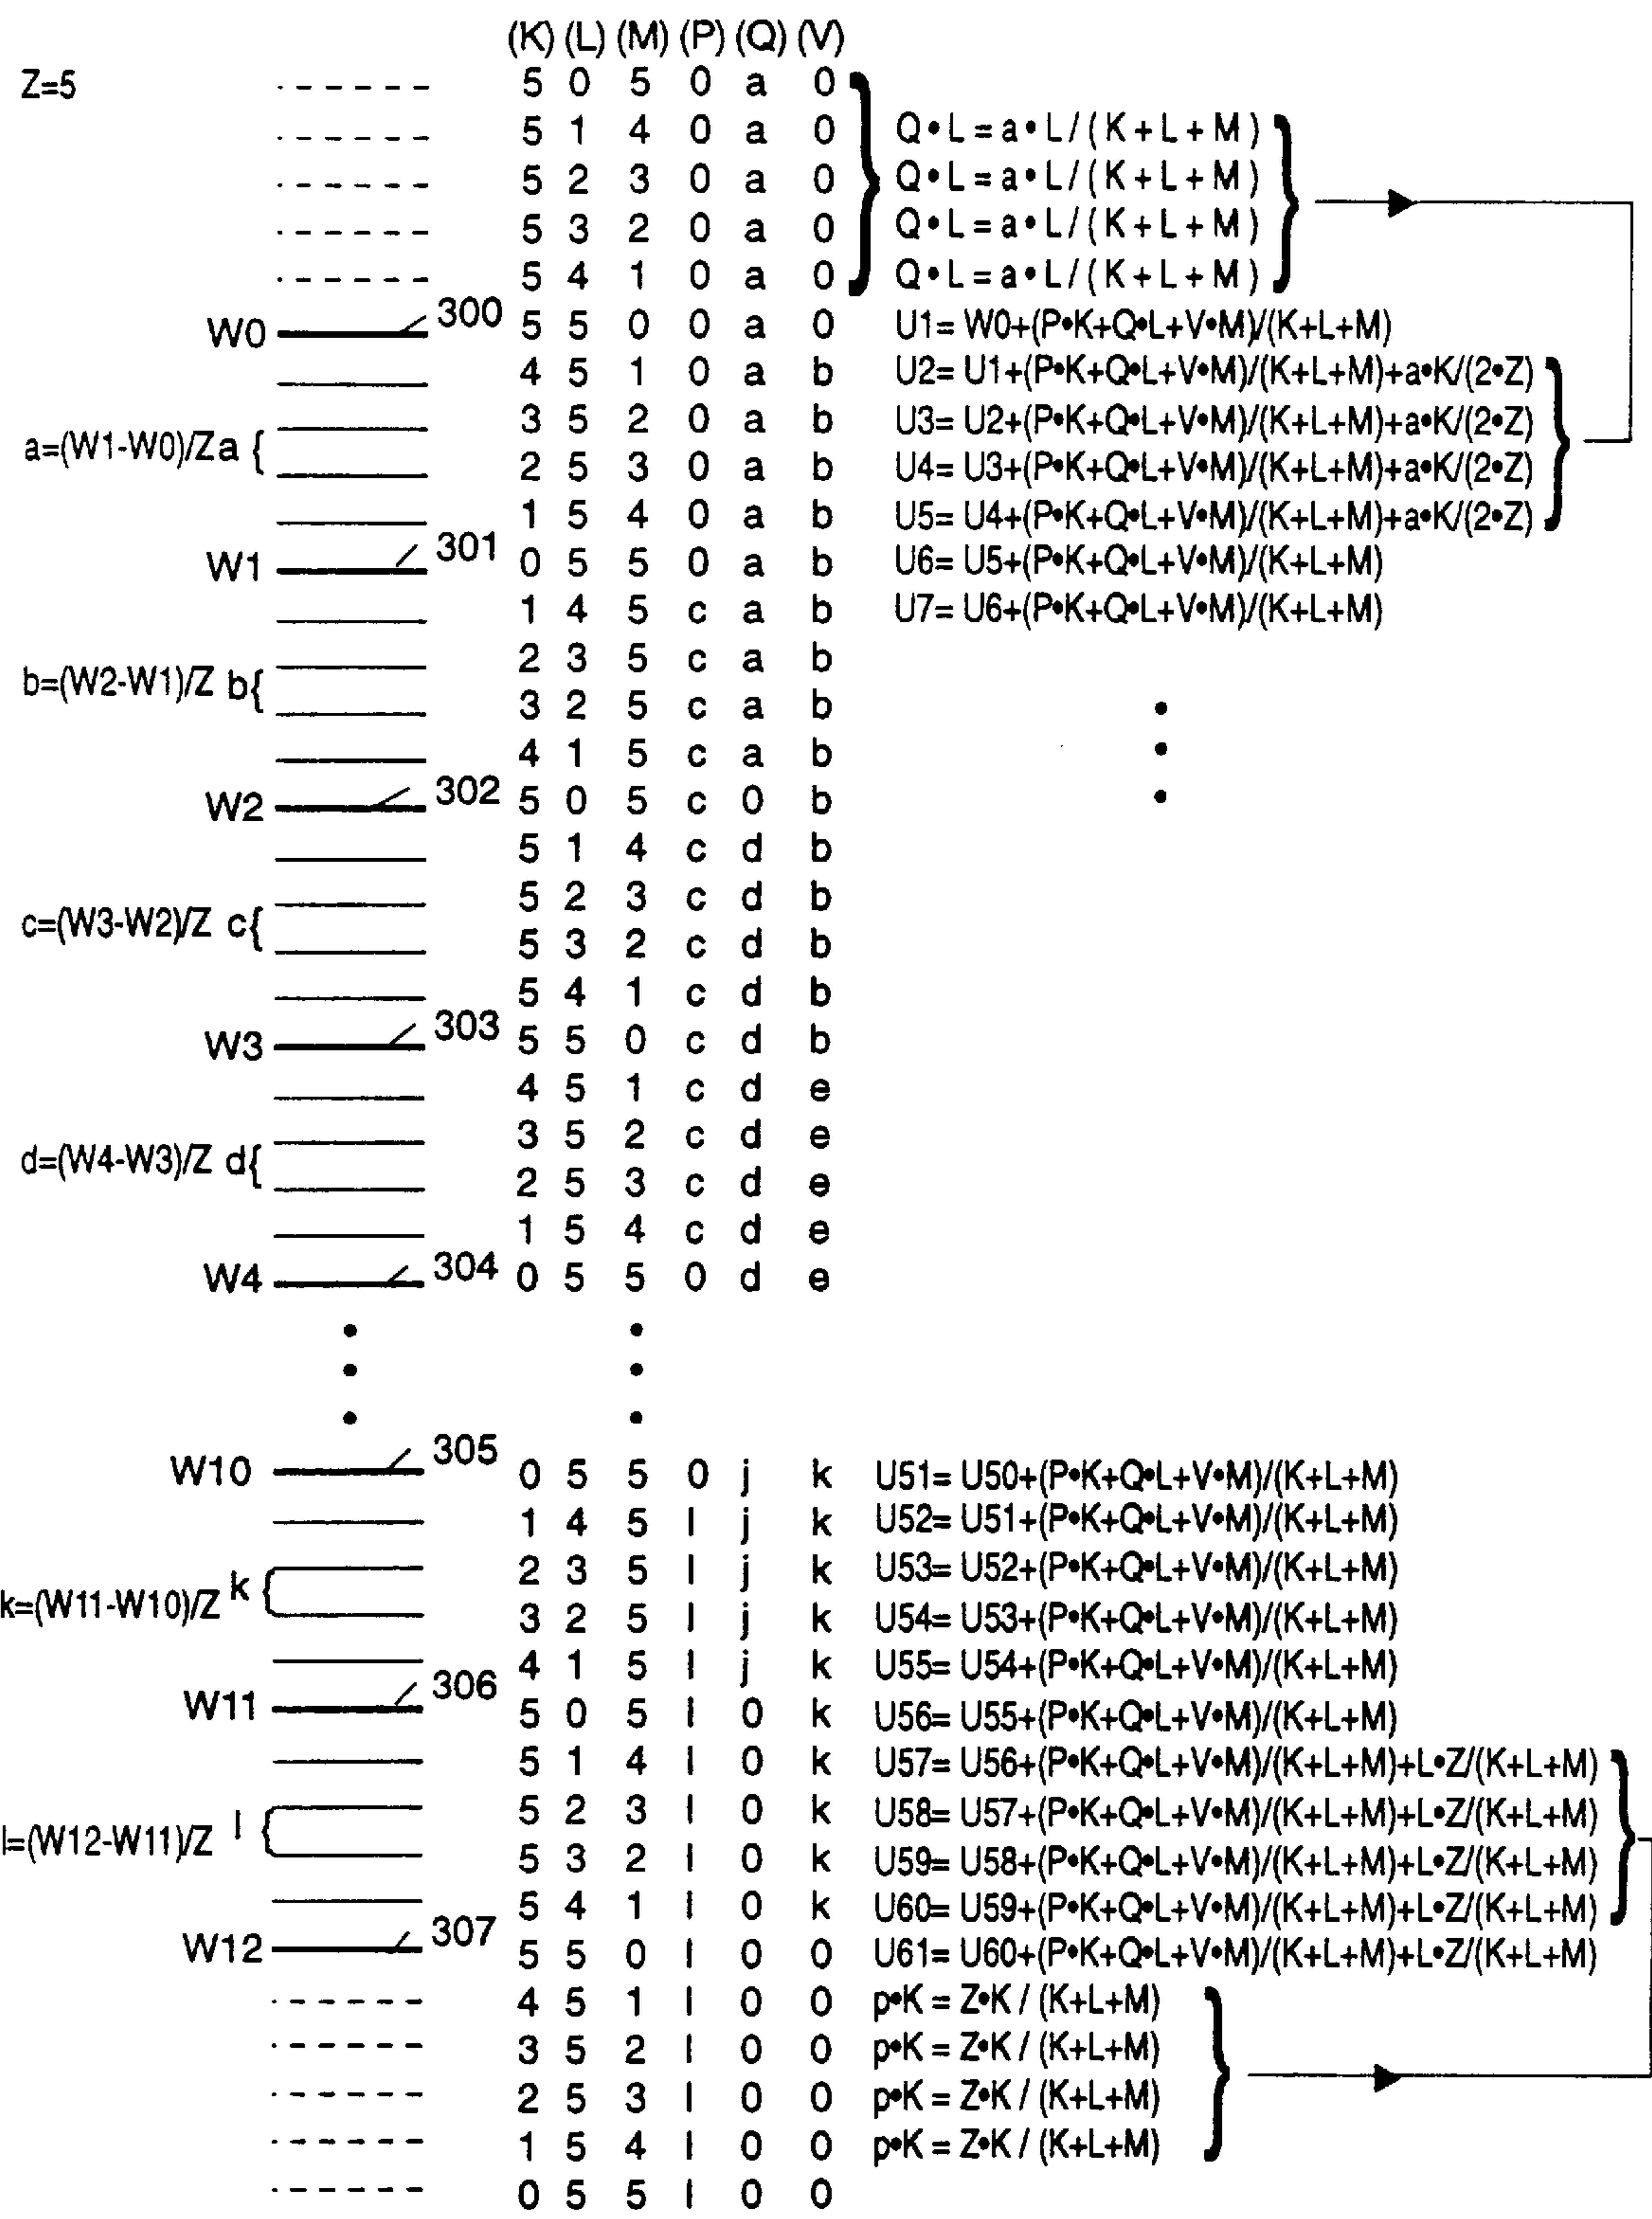 (K) (L) (M) (P) (Q) (V)
Z=5 5 0 5 0 a 0
5 1 4 0 a 0 Q•L=a•L/(K+L+M)
5 2 3 0 a 0 Q•L=a•L/(K+L+M)
5 3 2 0 a 0 Q•L=a•L/(K+L+M)
5 4 1 0 a 0 Q•L=a•L/(K+L+M)
W0 300 5 5 0 0 a 0 U1= W0+(P•K+Q•L+V•M)/(K+L+M)
4 5 1 0 a b U2= U1+(P•K+Q•L+V•M)/(K+L+M)+a•K/(2•Z)
3 5 2 0 a b U3= U2+(P•K+Q•L+V•M)/(K+L+M)+a•K/(2•Z)
a=(W1-W0)/Za { 2 5 3 0 a b U4= U3+(P•K+Q•L+V•M)/(K+L+M)+a•K/(2•Z)
1 5 4 0 a b U5= U4+(P•K+Q•L+V•M)/(K+L+M)+a•K/(2•Z)
W1 301 0 5 5 0 a b U6= U5+(P•K+Q•L+V•M)/(K+L+M)
1 4 5 c a b U7= U6+(P•K+Q•L+V•M)/(K+L+M)
2 3 5 c a b
b=(W2-W1)/Z b{ 3 2 5 c a b
4 1 5 c a b
W2 302 5 0 5 c 0 b
5 1 4 c d b
5 2 3 c d b
c=(W3-W2)/Z c{ 5 3 2 c d b
5 4 1 c d b
W3 303 5 5 0 c d b
4 5 1 c d e
3 5 2 c d e
d=(W4-W3)/Z d{ 2 5 3 c d e
1 5 4 c d e
W4 304 0 5 5 0 d e
W10 305 0 5 5 0 j k U51= U50+(P•K+Q•L+V•M)/(K+L+M)
1 4 5 l j k U52= U51+(P•K+Q•L+V•M)/(K+L+M)
2 3 5 l j k U53= U52+(P•K+Q•L+V•M)/(K+L+M)
k=(W11-W10)/Z k{ 3 2 5 l j k U54= U53+(P•K+Q•L+V•M)/(K+L+M)
4 1 5 l j k U55= U54+(P•K+Q•L+V•M)/(K+L+M)
W11 306 5 0 5 l 0 k U56= U55+(P•K+Q•L+V•M)/(K+L+M)
5 1 4 l 0 k U57= U56+(P•K+Q•L+V•M)/(K+L+M)+L•Z/(K+L+M)
5 2 3 l 0 k U58= U57+(P•K+Q•L+V•M)/(K+L+M)+L•Z/(K+L+M)
l=(W12-W11)/Z l{ 5 3 2 l 0 k U59= U58+(P•K+Q•L+V•M)/(K+L+M)+L•Z/(K+L+M)
5 4 1 l 0 k U60= U59+(P•K+Q•L+V•M)/(K+L+M)+L•Z/(K+L+M)
W12 307 5 5 0 l 0 0 U61= U60+(P•K+Q•L+V•M)/(K+L+M)+L•Z/(K+L+M)
4 5 1 l 0 0 p•K = Z•K / (K+L+M)
3 5 2 l 0 0 p•K = Z•K / (K+L+M)
2 5 3 l 0 0 p•K = Z•K / (K+L+M)
1 5 4 l 0 0 p•K = Z•K / (K+L+M)
0 5 5 l 0 0